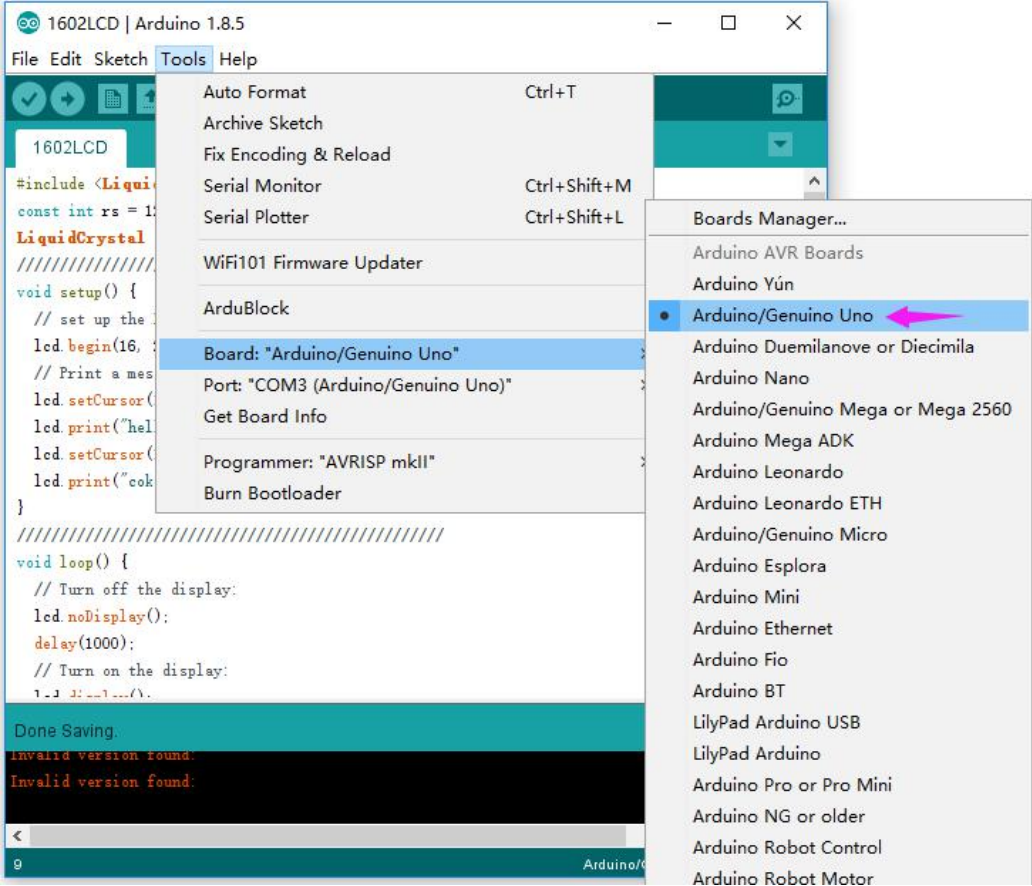 1602LCD | Arduino 1.8.5
File Edit Sketch Tools Help
1602LCD
#include <Liqui
const int rs = 1
LiquidCrystal
////////////////
void setup() {
// set up the
lcd.begin(16,
// Print a mes
lcd.setCursor(
lcd.print("hel
lcd.setCursor(
lcd.print("cok
}
//////////////////////////////////////////////////
void loop() {
// Turn off the display:
lcd.noDisplay();
delay(1000);
// Turn on the display:
lcd.display();
Done Saving.
Invalid version found:
Invalid version found:
9
Arduino/
Auto Format Ctrl+T
Archive Sketch
Fix Encoding & Reload
Serial Monitor Ctrl+Shift+M
Serial Plotter Ctrl+Shift+L
WiFi101 Firmware Updater
ArduBlock
Board: "Arduino/Genuino Uno"
Port: "COM3 (Arduino/Genuino Uno)"
Get Board Info
Programmer: "AVRISP mkII"
Burn Bootloader
Boards Manager...
Arduino AVR Boards
Arduino Yún
Arduino/Genuino Uno
Arduino Duemilanove or Diecimila
Arduino Nano
Arduino/Genuino Mega or Mega 2560
Arduino Mega ADK
Arduino Leonardo
Arduino Leonardo ETH
Arduino/Genuino Micro
Arduino Esplora
Arduino Mini
Arduino Ethernet
Arduino Fio
Arduino BT
LilyPad Arduino USB
LilyPad Arduino
Arduino Pro or Pro Mini
Arduino NG or older
Arduino Robot Control
Arduino Robot Motor